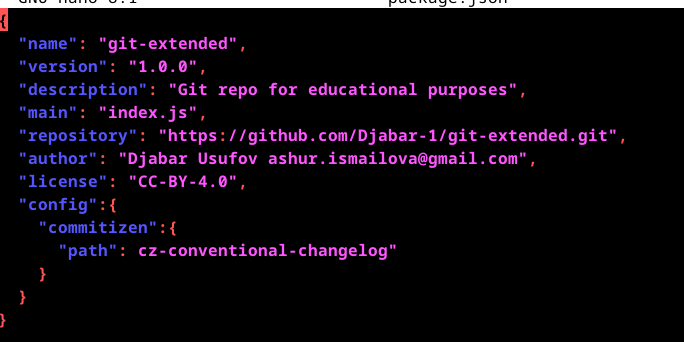 GNU nano 8.1 package.json
{
"name": "git-extended",
"version": "1.0.0",
"description": "Git repo for educational purposes",
"main": "index.js",
"repository": "https://github.com/Djabar-1/git-extended.git",
"author": "Djabar Usufov ashur.ismailova@gmail.com",
"license": "CC-BY-4.0",
"config":{
"commitizen":{
"path": cz-conventional-changelog"
}
}
}